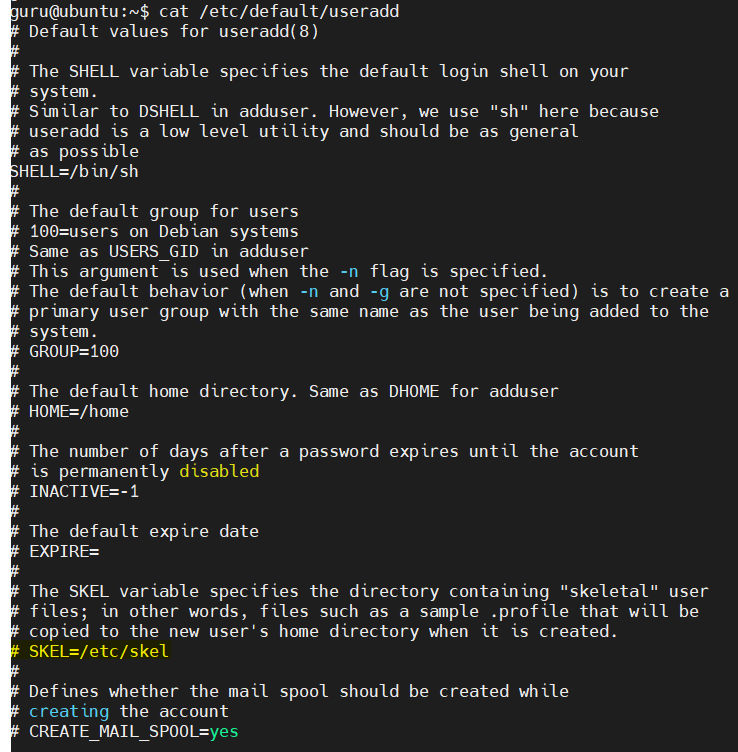 guru@ubuntu:~$ cat /etc/default/useradd
# Default values for useradd(8)
#
# The SHELL variable specifies the default login shell on your
# system.
# Similar to DSHELL in adduser. However, we use "sh" here because
# useradd is a low level utility and should be as general
# as possible
SHELL=/bin/sh
#
# The default group for users
# 100=users on Debian systems
# Same as USERS_GID in adduser
# This argument is used when the -n flag is specified.
# The default behavior (when -n and -g are not specified) is to create a
# primary user group with the same name as the user being added to the
# system.
# GROUP=100
#
# The default home directory. Same as DHOME for adduser
# HOME=/home
#
# The number of days after a password expires until the account
# is permanently disabled
# INACTIVE=-1
#
# The default expire date
# EXPIRE=
#
# The SKEL variable specifies the directory containing "skeletal" user
# files; in other words, files such as a sample .profile that will be
# copied to the new user's home directory when it is created.
# SKEL=/etc/skel
#
# Defines whether the mail spool should be created while
# creating the account
# CREATE_MAIL_SPOOL=yes